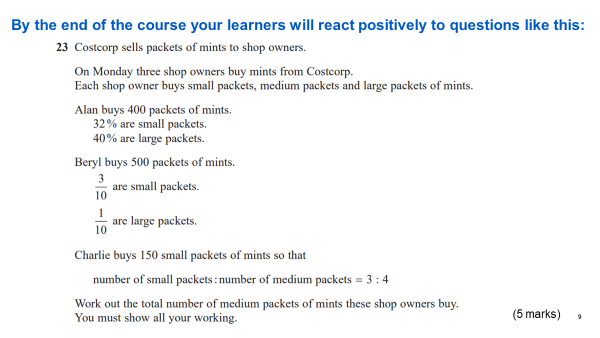 By the end of the course your learners will react positively to questions like this:
23 Costcorp sells packets of mints to shop owners.
On Monday three shop owners buy mints from Costcorp.
Each shop owner buys small packets, medium packets and large packets of mints.
Alan buys 400 packets of mints.
32% are small packets.
40% are large packets.
Beryl buys 500 packets of mints.
3/10 are small packets.
1/10 are large packets.
Charlie buys 150 small packets of mints so that
number of small packets : number of medium packets = 3 : 4
Work out the total number of medium packets of mints these shop owners buy.
You must show all your working.
(5 marks)
9